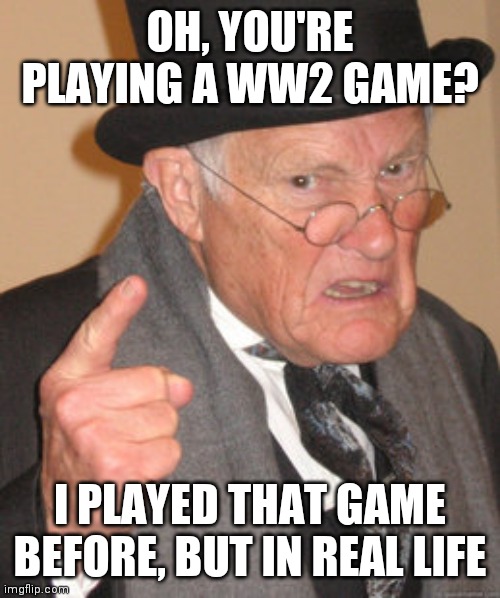 OH, YOU'RE
PLAYING A WW2 GAME?
I PLAYED THAT GAME
BEFORE, BUT IN REAL LIFE
imgflip.com